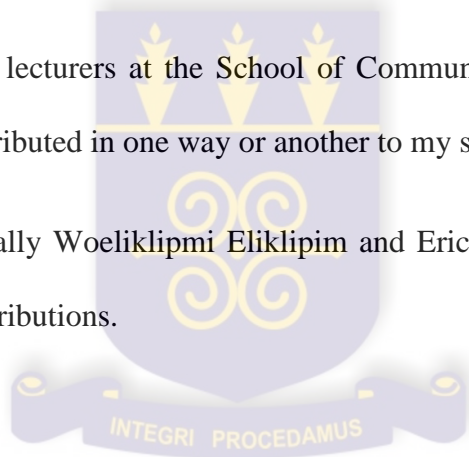 lecturers at the School of Commun
ributed in one way or another to my s
ally Woeliklipmi Eliklipim and Eric
ributions.
INTEGRI PROCEDAMUS